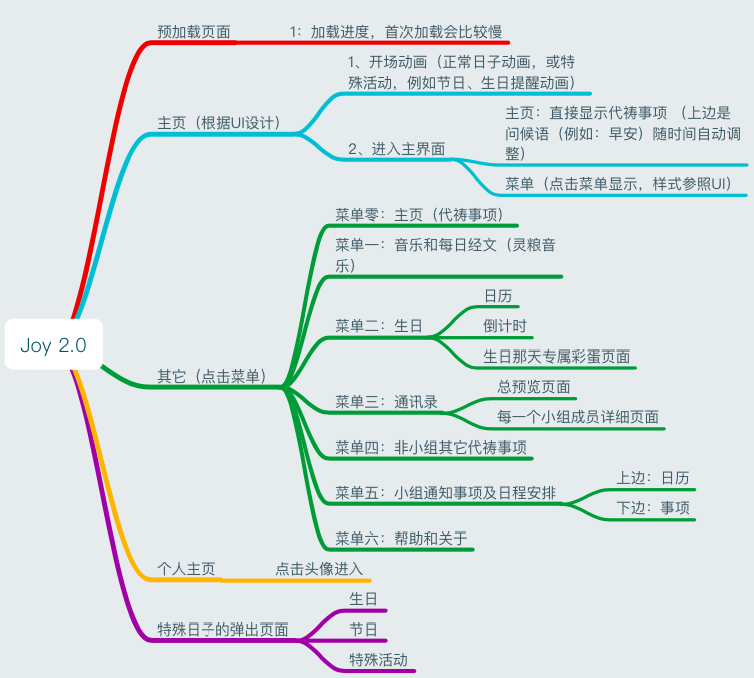 预加载页面
1：加载进度，首次加载会比较慢
1、开场动画（正常日子动画，或特
殊活动，例如节日、生日提醒动画）
主页（根据UI设计）
2、进入主界面
主页：直接显示代祷事项 （上边是
问候语（例如：早安）随时间自动调
整）
菜单（点击菜单显示，样式参照UI）
Joy 2.0
其它（点击菜单）
菜单零：主页（代祷事项）
菜单一：音乐和每日经文（灵粮音
乐）
菜单二：生日
日历
倒计时
生日那天专属彩蛋页面
菜单三：通讯录
总预览页面
每一个小组成员详细页面
菜单四：非小组其它代祷事项
菜单五：小组通知事项及日程安排
上边：日历
下边：事项
菜单六：帮助和关于
个人主页
点击头像进入
特殊日子的弹出页面
生日
节日
特殊活动